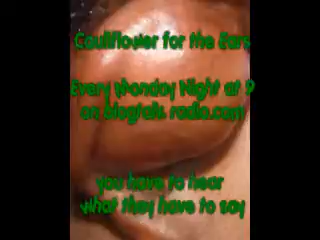 Cauliflower for the Ears
Every Monday Night at 9
on blogtalk radio.com
you have to hear
what they have to say